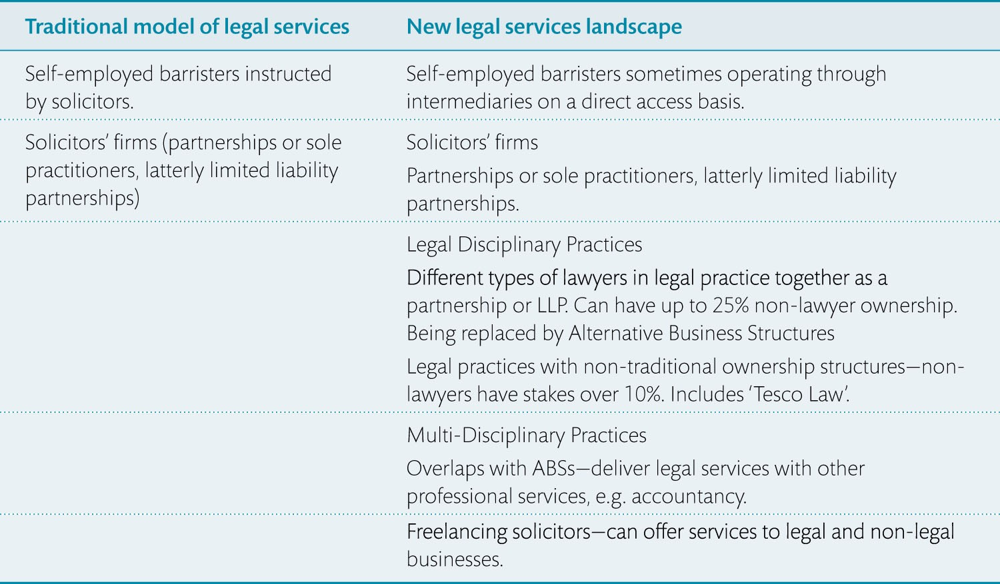 Traditional model of legal services
New legal services landscape
Self-employed barristers instructed
by solicitors.
Self-employed barristers sometimes operating through
intermediaries on a direct access basis.
Solicitors’ firms (partnerships or sole
practitioners, latterly limited liability
partnerships)
Solicitors’ firms
Partnerships or sole practitioners, latterly limited liability
partnerships.
Legal Disciplinary Practices
Different types of lawyers in legal practice together as a
partnership or LLP. Can have up to 25% non-lawyer ownership.
Being replaced by Alternative Business Structures
Legal practices with non-traditional ownership structures—non-
lawyers have stakes over 10%. Includes ‘Tesco Law’.
Multi-Disciplinary Practices
Overlaps with ABSs—deliver legal services with other
professional services, e.g. accountancy.
Freelancing solicitors—can offer services to legal and non-legal
businesses.